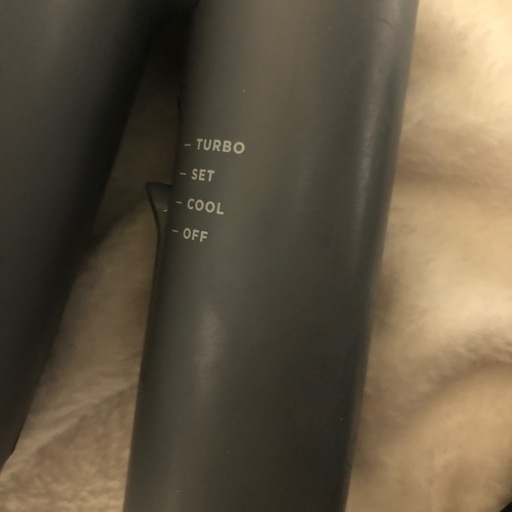 – TURBO
– SET
– COOL
– OFF